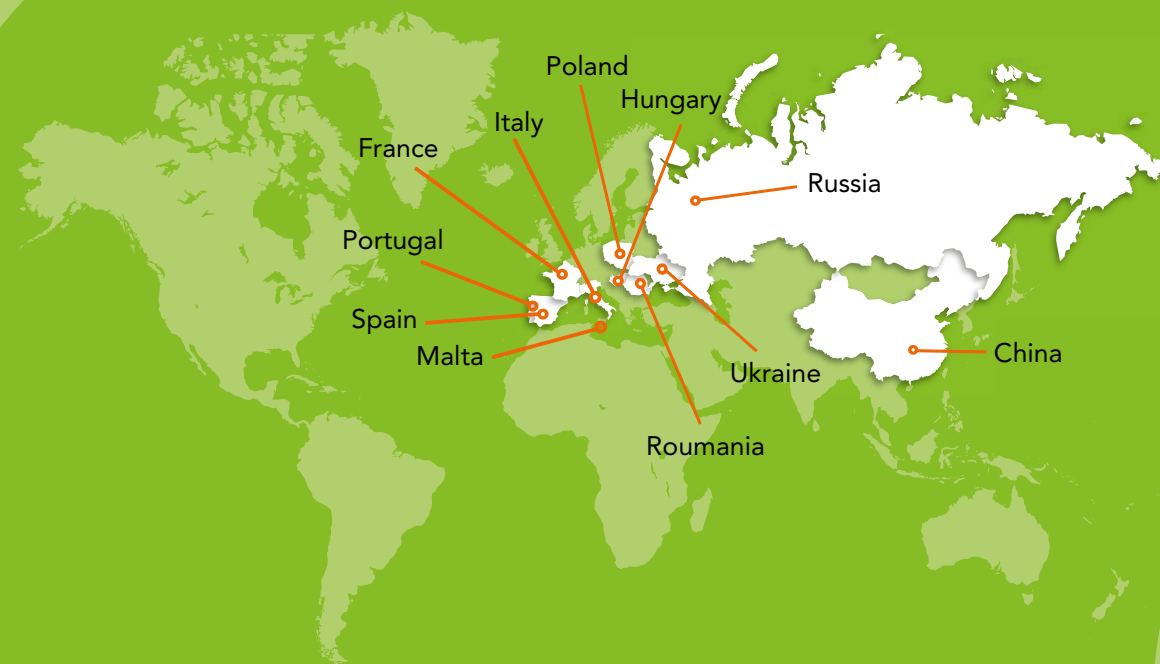 Poland
Hungary
Italy
France
Russia
Portugal
Spain
Malta
China
Ukraine
Roumania